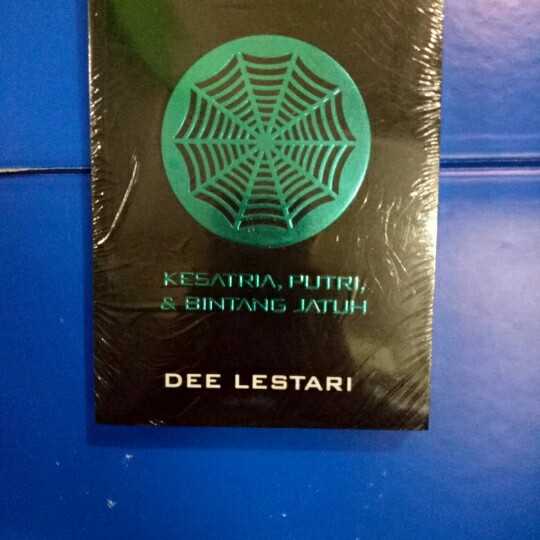 KESATRIA, PUTRI,
& BINTANG JATUH
DEE LESTARI